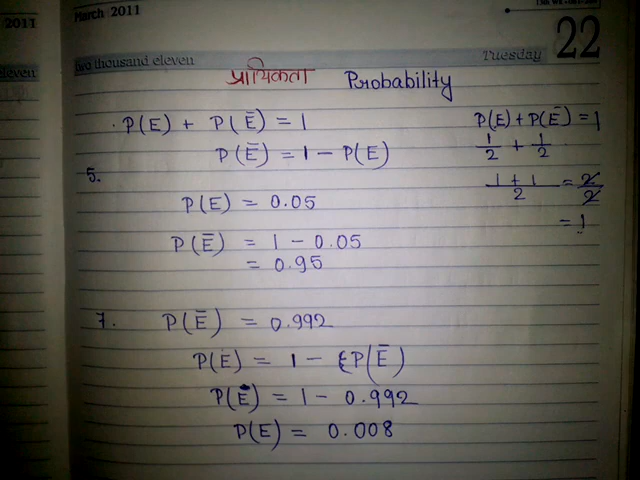 2011
March 2011
22
eleven
two thousand eleven
Tuesday
प्रायिकता Probability
P(E) + P(Ē) = 1
P(Ē) = 1 - P(E)
P(E) + P(Ē) = 1
1/2 + 1/2
1 + 1/2 = 2/2
= 1
5.
P(E) = 0.05
P(Ē) = 1 - 0.05
= 0.95
7. P(Ē) = 0.992
P(E) = 1 - {P(Ē)
P(E) = 1 - 0.992
P(E) = 0.008